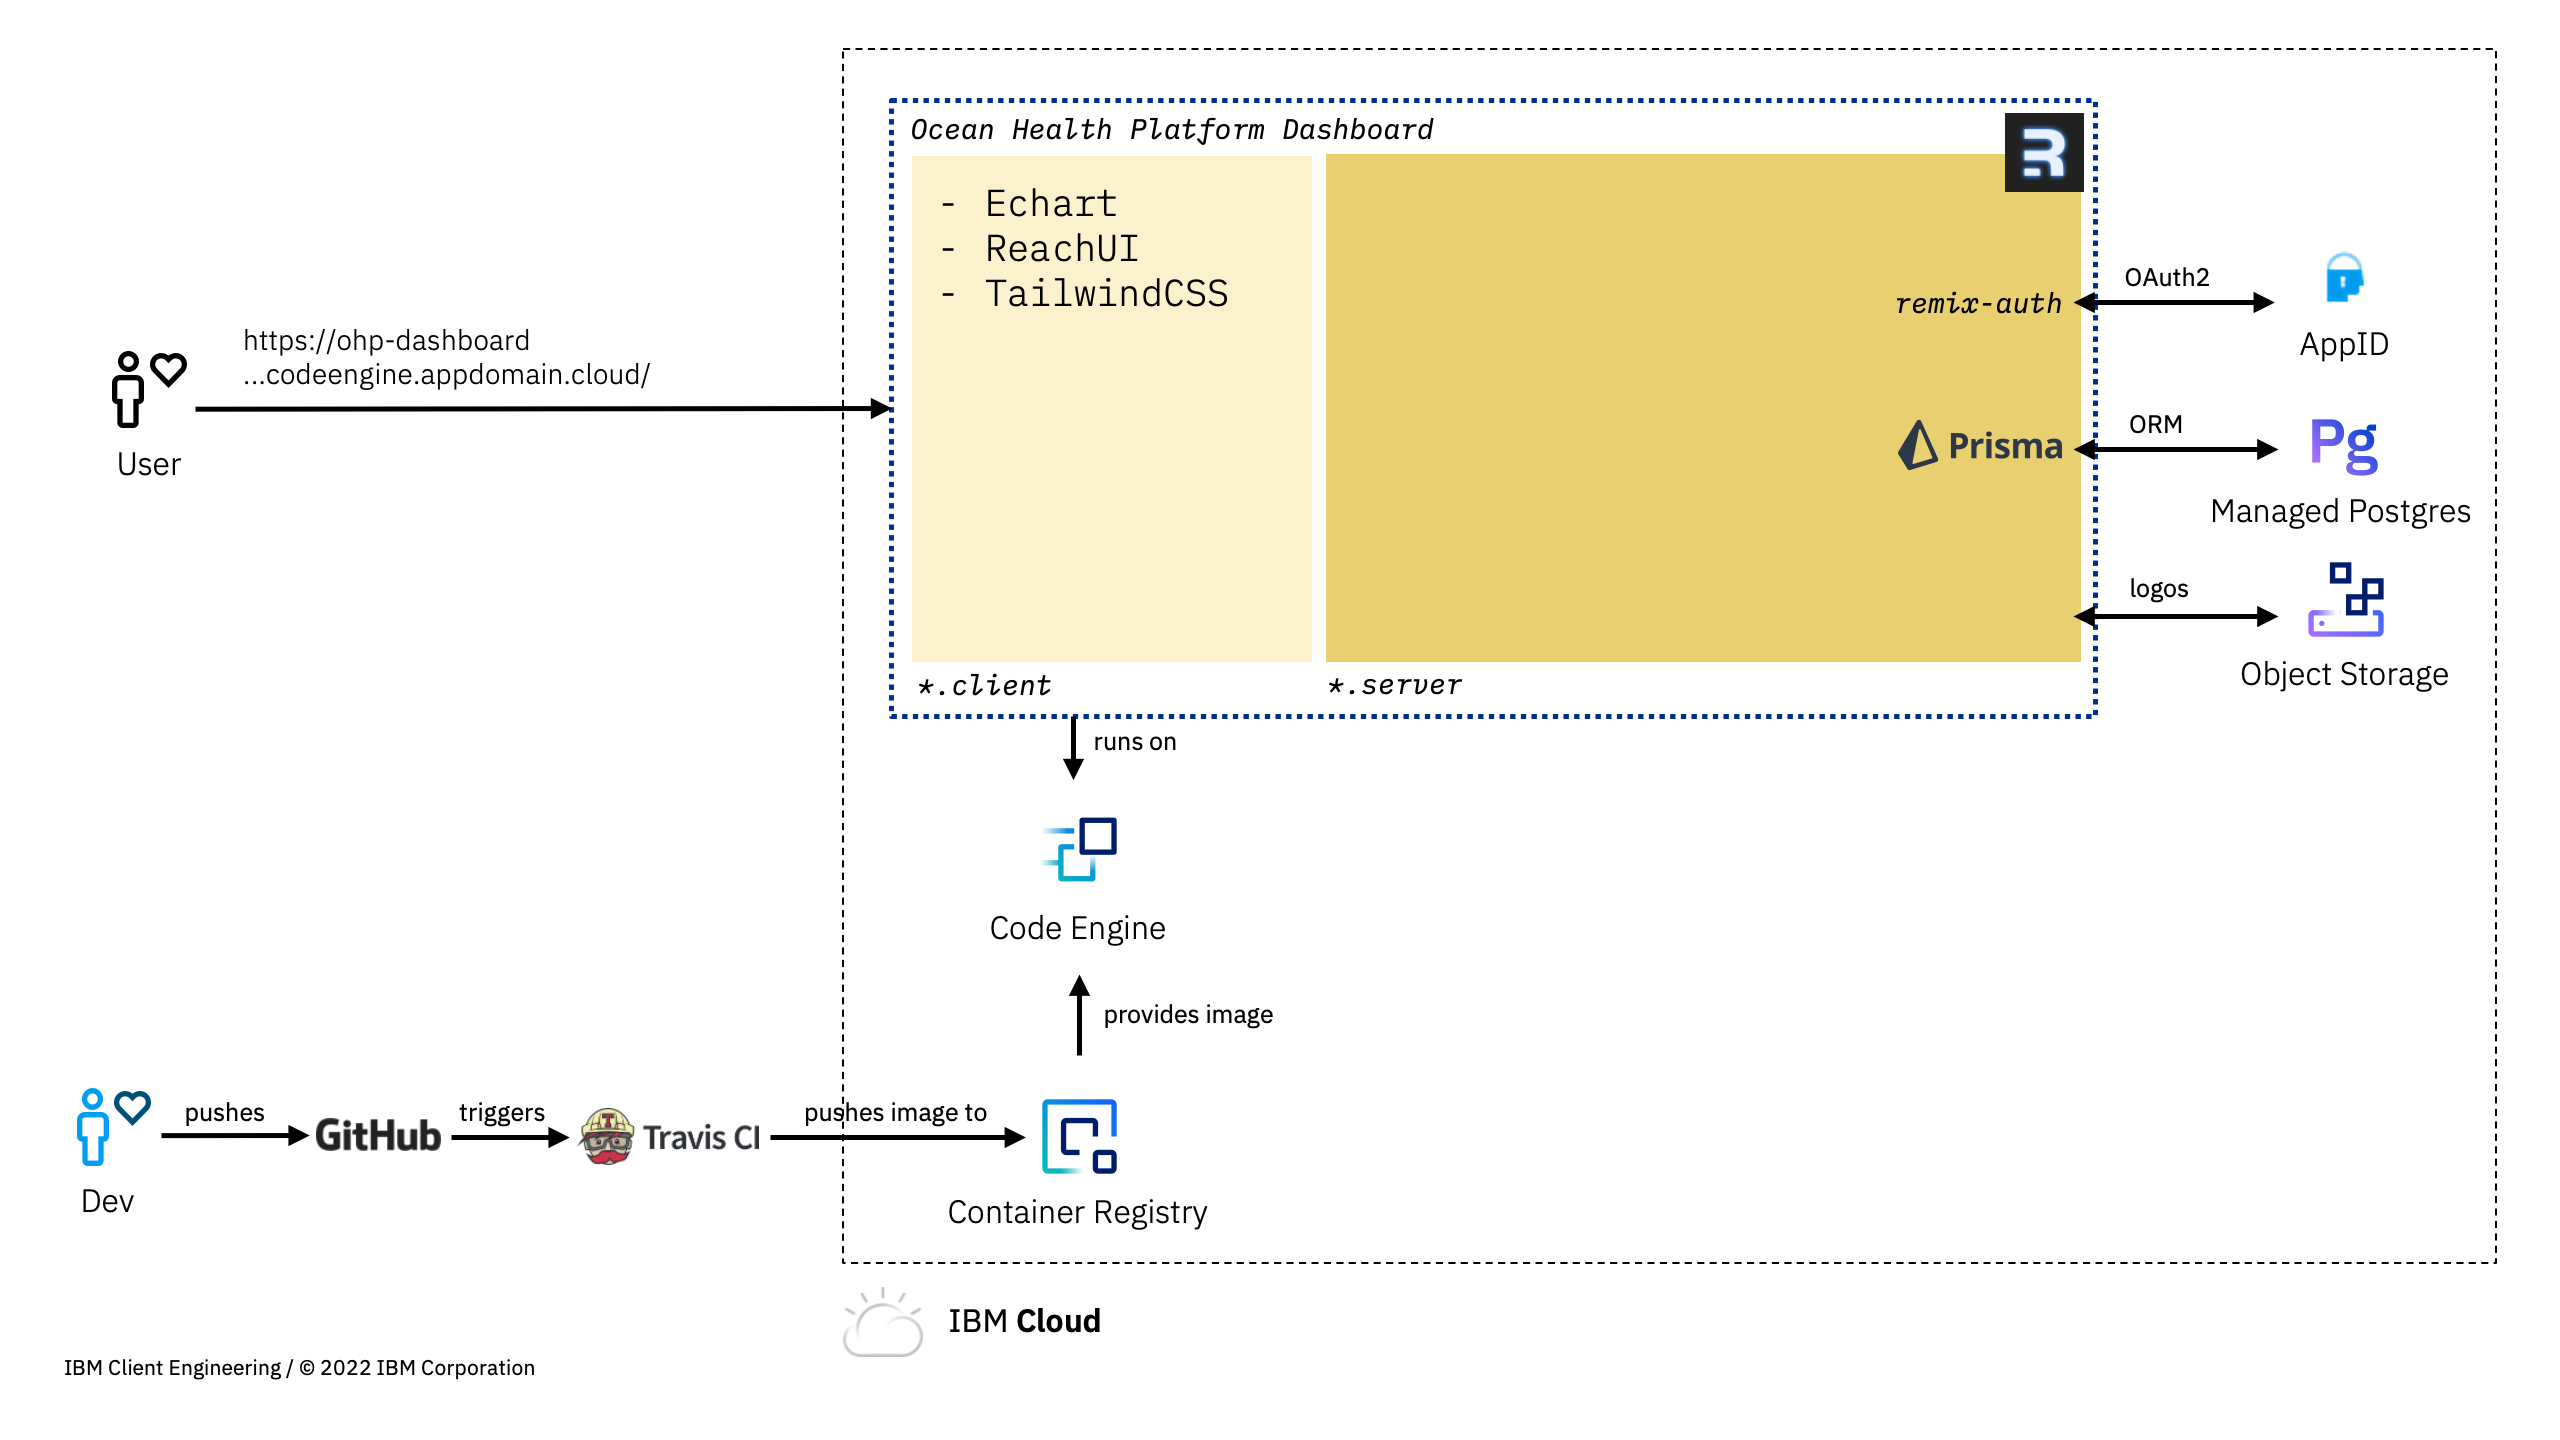 Ocean Health Platform Dashboard
R
- Echart
- ReachUI
- TailwindCSS
remix-auth
OAuth2
AppID
https://ohp-dashboard
...codeengine.appdomain.cloud/
User
Prisma
ORM
Pg
Managed Postgres
logos
Object Storage
*.client
*.server
runs on
Code Engine
provides image
pushes
GitHub
triggers
Travis CI
pushes image to
Dev
Container Registry
IBM Cloud
IBM Client Engineering / © 2022 IBM Corporation